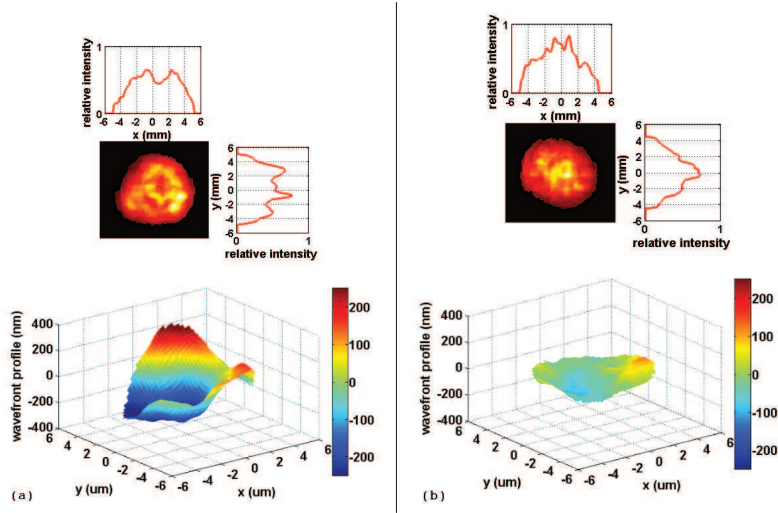 relative intensity
1
0
-6 -4 -2 0 2 4 6
x (mm)
y (mm)
6
4
2
0
-2
-4
-6
0 1
relative intensity
wavefront profile (nm)
400
200
0
-200
-400
6 4 2 0 -2 -4 -6
y (um)
-6 -4 -2 0 2 4 6
x (um)
200
100
0
-100
-200
(a)
relative intensity
1
0
-6 -4 -2 0 2 4 6
x (mm)
y (mm)
6
4
2
0
-2
-4
-6
0 1
relative intensity
wavefront profile (nm)
400
200
0
-200
-400
6 4 2 0 -2 -4 -6
y (um)
-6 -4 -2 0 2 4 6
x (um)
200
100
0
-100
-200
(b)